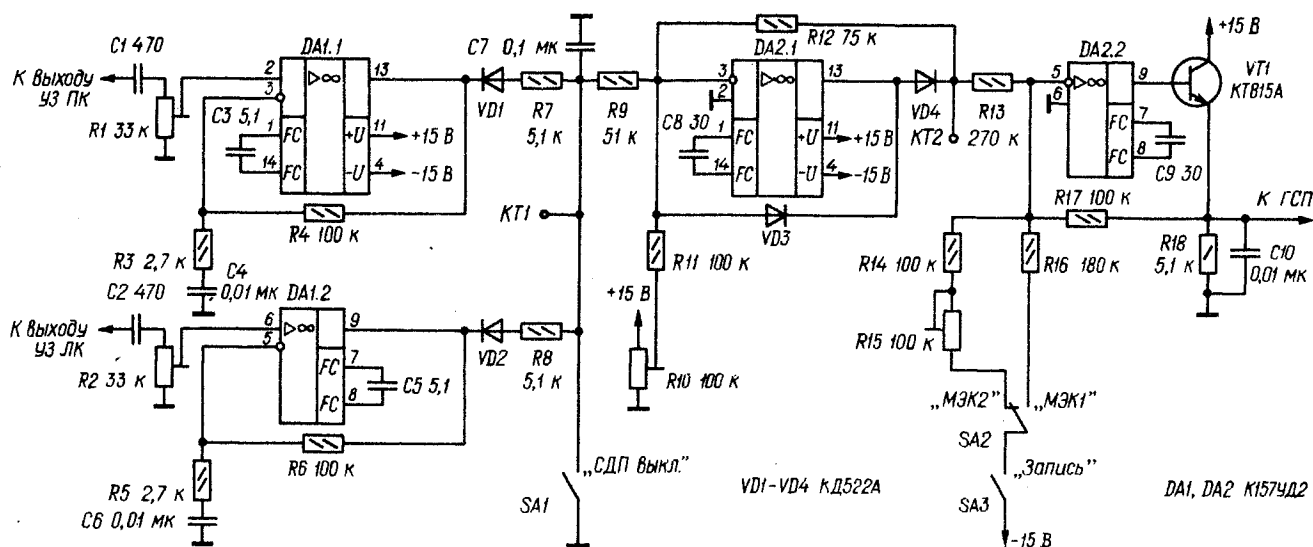 C1 470
К ВЫХОДУ
УЗ ПК
R1 33 к
DA1.1
2
3
1
14
C3 5,1
▷∞
FC
FC
+U
-U
13
11
4
+15 В
-15 В
R4 100 к
R3 2,7 к
C4
0,01 мк
VD1
C7 0,1 мк
R7
5,1 к
R9
51 к
КТ1
C2 470
К ВЫХОДУ
УЗ ЛК
R2 33 к
DA1.2
6
5
▷∞
FC
FC
9
7
8
C5 5,1
R6 100 к
R5 2,7 к
C6 0,01 мк
VD2
R8
5,1 к
„СДП ВЫКЛ."
SA1
R12 75 к
DA2.1
3
2
1
14
C8 30
▷∞
FC
FC
+U
-U
13
11
4
+15 В
-15 В
VD3
VD4
КТ2
R11 100 к
+15 В
R10 100 к
R13
270 к
DA2.2
5
6
▷∞
FC
FC
9
7
8
C9 30
+15 В
VT1
КТ815А
R17 100 к
К ГСП
R14 100 к
R16 180 к
R15 100 к
R18
5,1 к
C10
0,01 мк
„МЭК2"
„МЭК1"
SA2
„Запись"
SA3
-15 В
VD1-VD4 КД522А
DA1, DA2 К157УД2